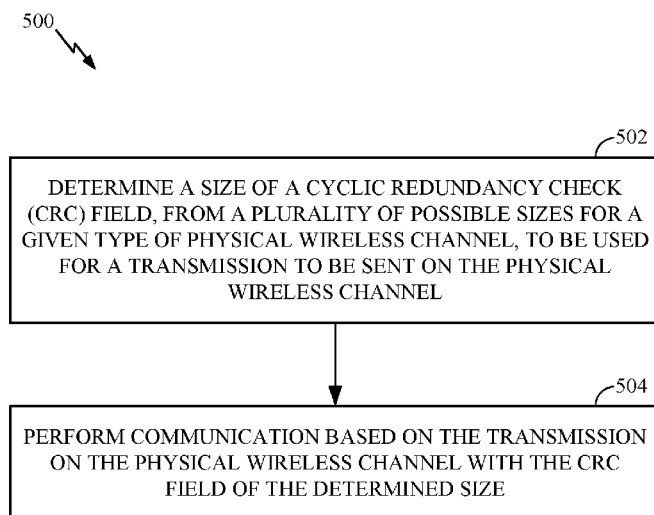 500
502
DETERMINE A SIZE OF A CYCLIC REDUNDANCY CHECK
(CRC) FIELD, FROM A PLURALITY OF POSSIBLE SIZES FOR A
GIVEN TYPE OF PHYSICAL WIRELESS CHANNEL, TO BE USED
FOR A TRANSMISSION TO BE SENT ON THE PHYSICAL
WIRELESS CHANNEL
504
PERFORM COMMUNICATION BASED ON THE TRANSMISSION
ON THE PHYSICAL WIRELESS CHANNEL WITH THE CRC
FIELD OF THE DETERMINED SIZE